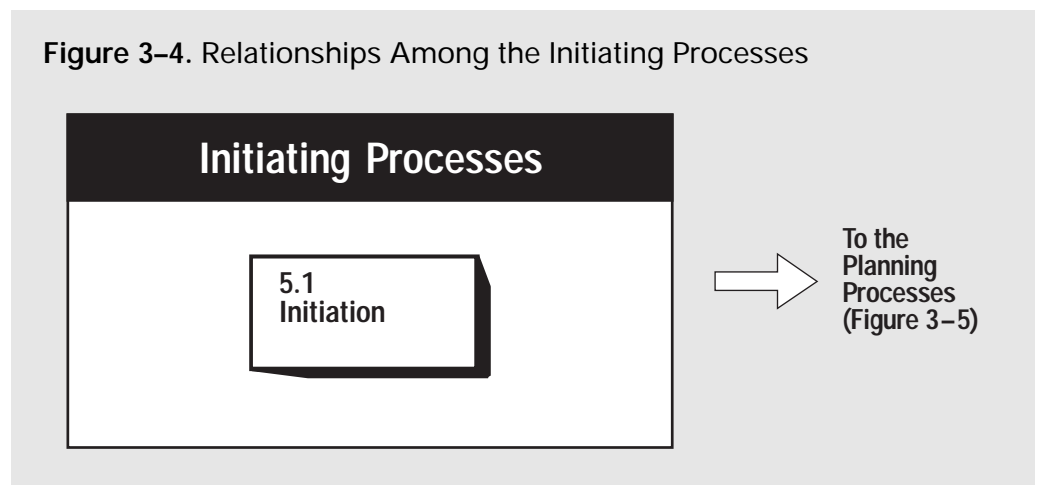 Figure 3–4. Relationships Among the Initiating Processes
Initiating Processes
5.1
Initiation
To the
Planning
Processes
(Figure 3–5)